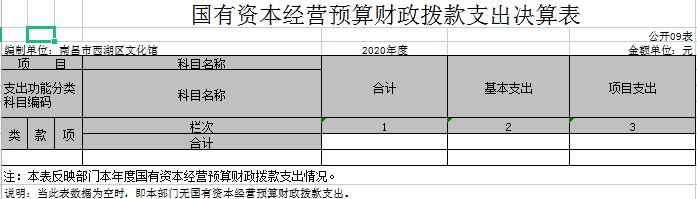 国有资本经营预算财政拨款支出决算表
公开09表
编制单位：南昌市西湖区文化馆 2020年度 金额单位：元
项 目 科目名称 合计 基本支出 项目支出
支出功能分类科目编码 科目名称
类 款 项 栏次 1 2 3
合计
注：本表反映部门本年度国有资本经营预算财政拨款支出情况。
说明：当此表数据为空时，即本部门无国有资本经营预算财政拨款支出。